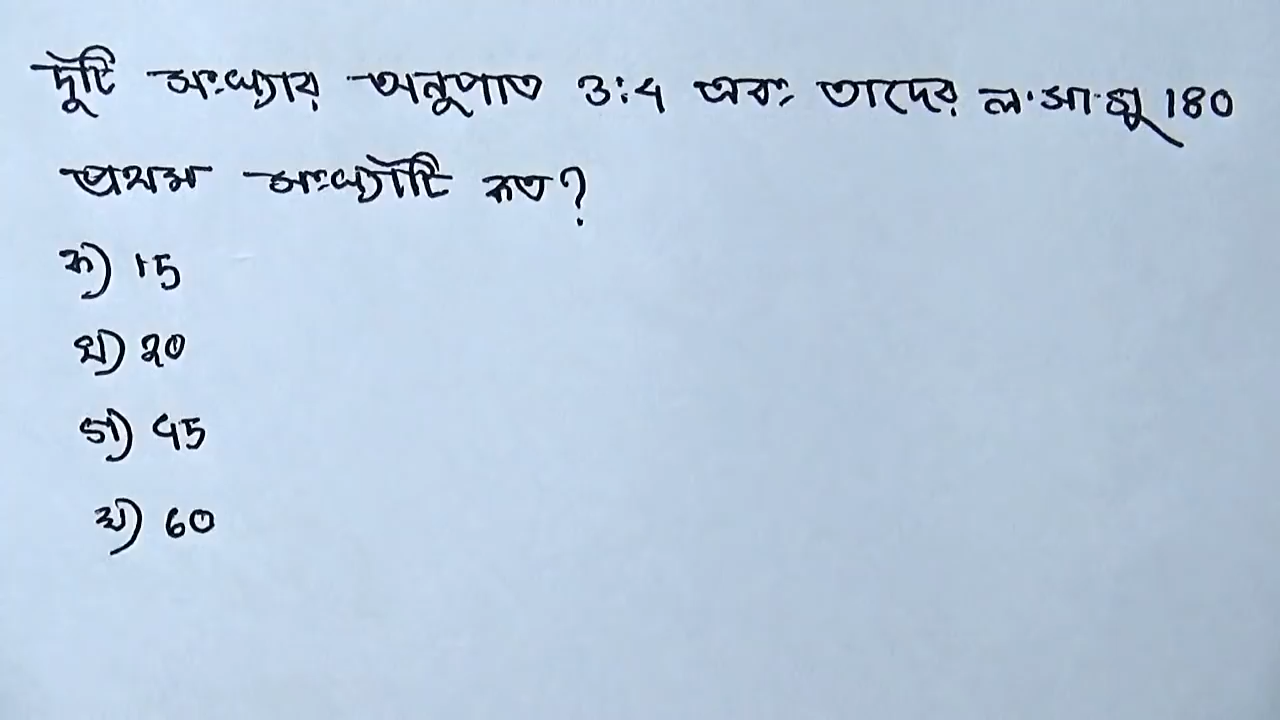 দুটি সংখ্যার অনুপাত 3:4 এবং তাদের ল.সা.গু 180
প্রথম সংখ্যাটি কত?
ক) 15
খ) 20
গ) 45
ঘ) 60